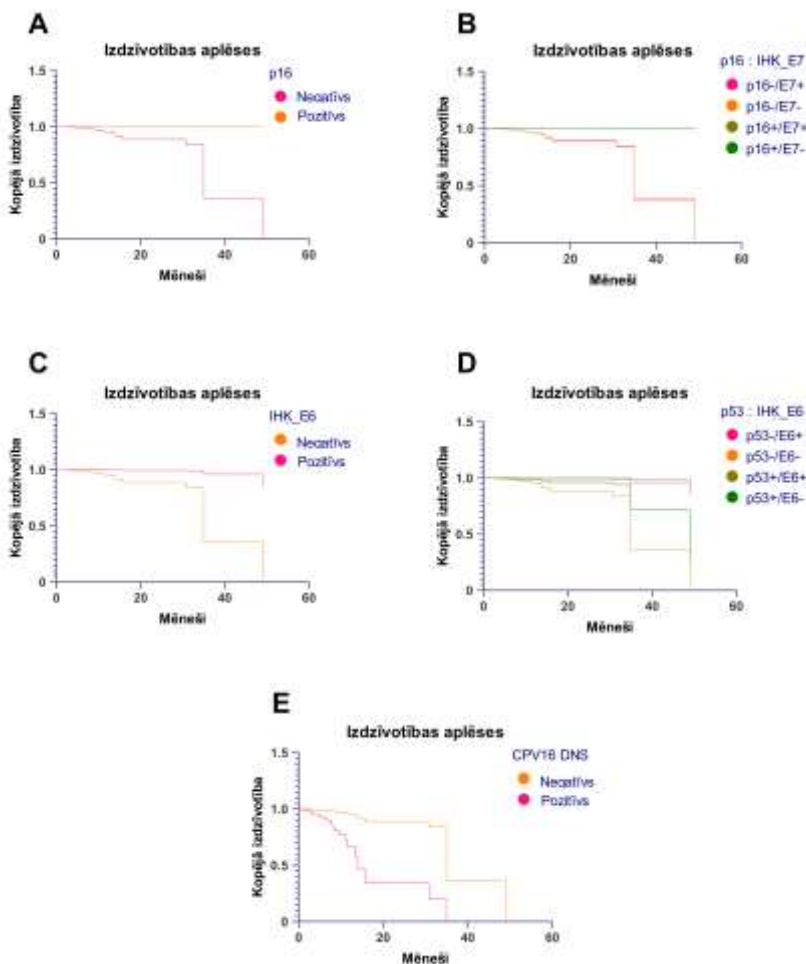 A
Izdzīvotības aplēses
p16
Negatīvs
Pozitīvs
Kopējā izdzīvotība
1.5
1.0
0.5
0
0
20
40
60
Mēneši
B
Izdzīvotības aplēses
p16 : IHK_E7
p16-/E7+
p16-/E7-
p16+/E7+
p16+/E7-
Kopējā izdzīvotība
1.5
1.0
0.5
0
0
20
40
60
Mēneši
C
Izdzīvotības aplēses
IHK_E6
Negatīvs
Pozitīvs
Kopējā izdzīvotība
1.5
1.0
0.5
0
0
20
40
60
Mēneši
D
Izdzīvotības aplēses
p53 : IHK_E6
p53-/E6+
p53-/E6-
p53+/E6+
p53+/E6-
Kopējā izdzīvotība
1.5
1.0
0.5
0
0
20
40
60
Mēneši
E
Izdzīvotības aplēses
CPV16 DNS
Negatīvs
Pozitīvs
Kopējā izdzīvotība
1.5
1.0
0.5
0
0
20
40
60
Mēneši